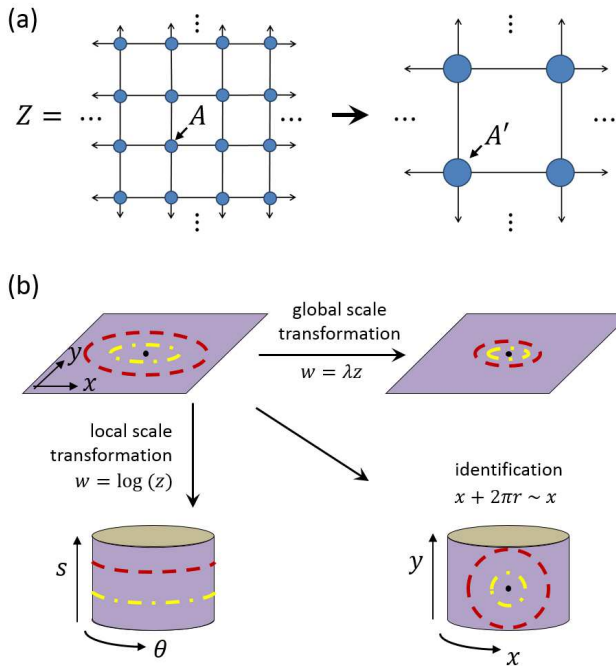 (a)
⋮
⋮
Z =
⋯
A
⋯
⋯
A′
⋯
⋮
⋮
(b)
global scale
transformation
w = λz
y
x
local scale
transformation
w = log (z)
identification
x + 2πr ~ x
s
θ
y
x